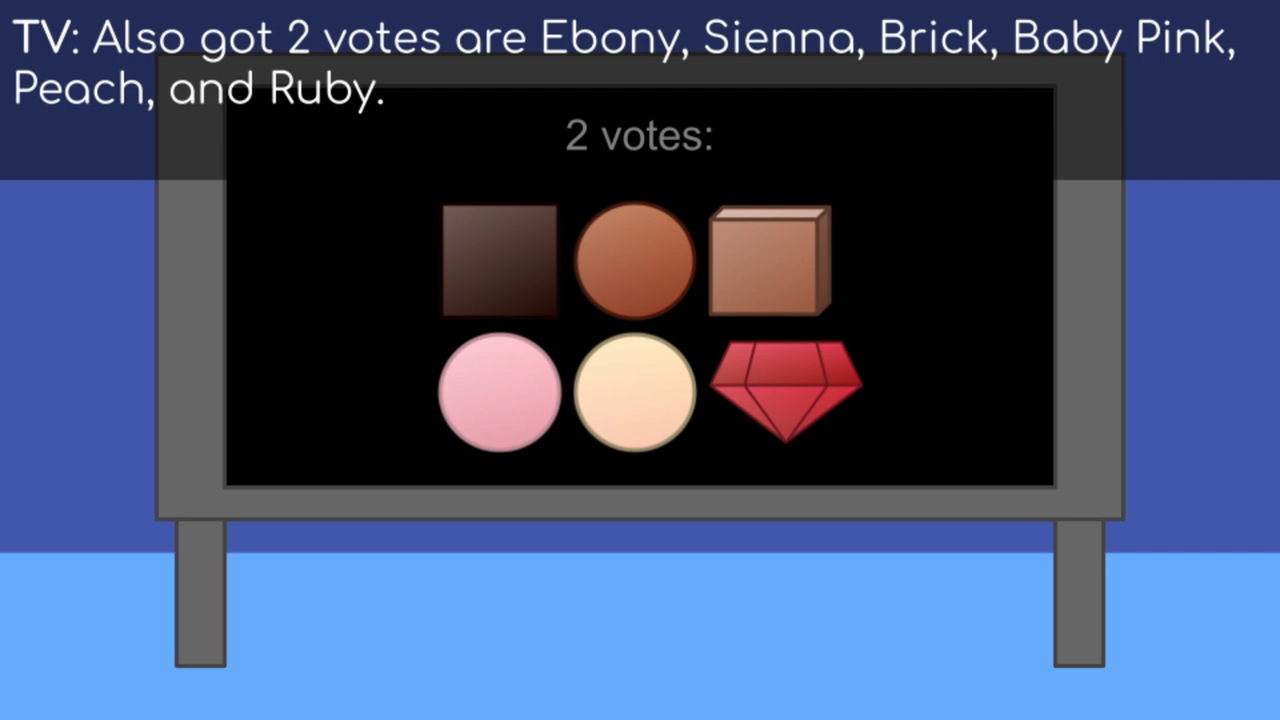 TV: Also got 2 votes are Ebony, Sienna, Brick, Baby Pink,
Peach, and Ruby.
2 votes: